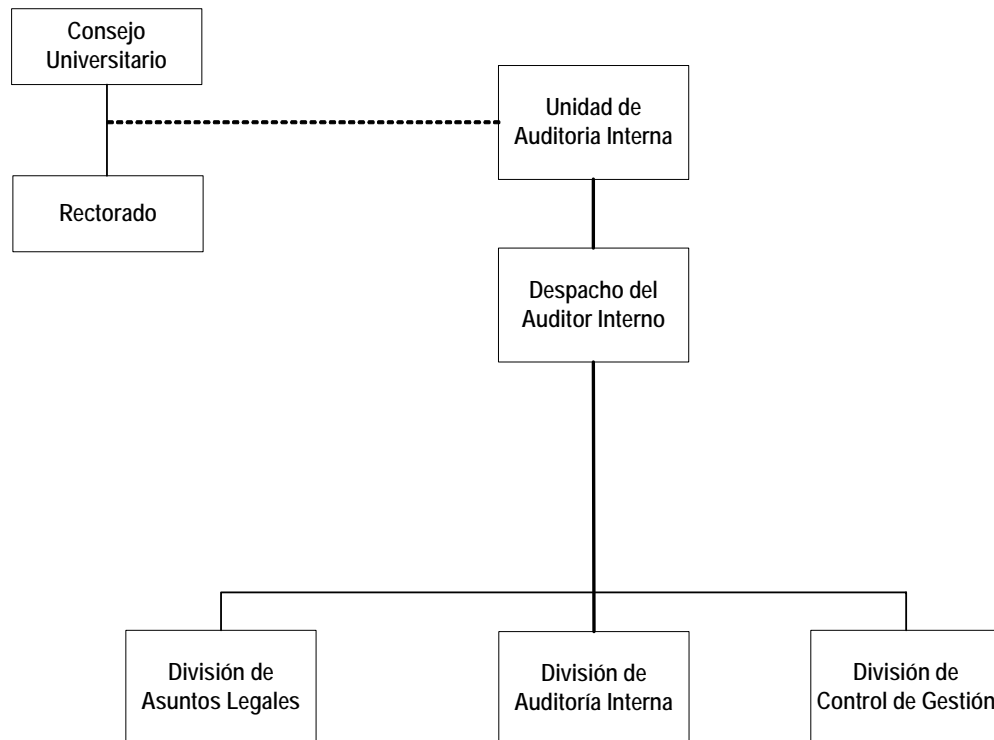 Consejo
Universitario
Unidad de
Auditoria Interna
Rectorado
Despacho del
Auditor Interno
División de
Asuntos Legales
División de
Auditoría Interna
División de
Control de Gestión